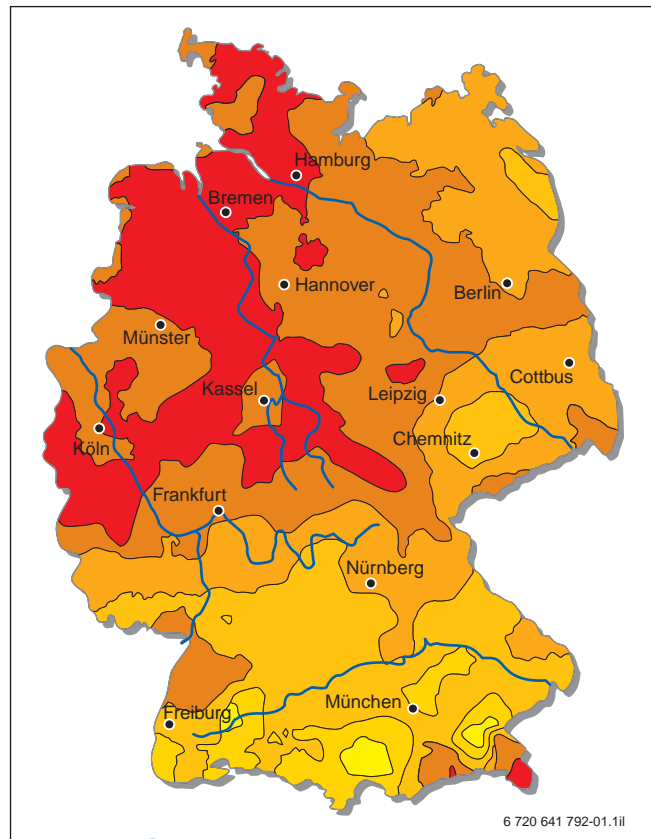 Hamburg
Bremen
Hannover
Berlin
Münster
Kassel
Leipzig
Cottbus
Köln
Chemnitz
Frankfurt
Nürnberg
München
Freiburg
6 720 641 792-01.1il